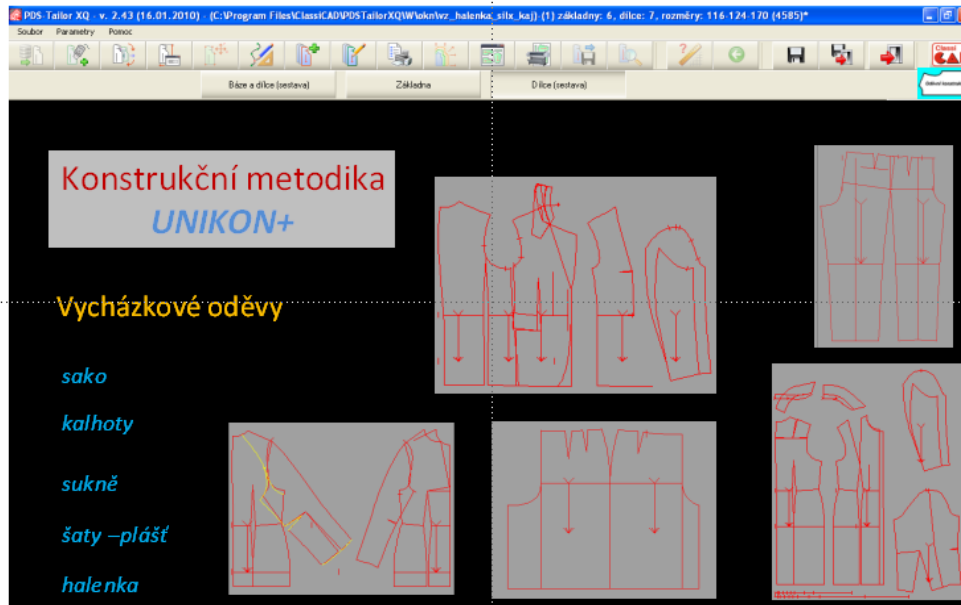 PDS-Tailor XQ - v. 2.43 (16.01.2010) - (C:\Program Files\ClassiCAD\PDSTailorXQ\W\okn\vz_halenka_silx_kaj)-(1) základny: 6, dílce: 7, rozměry: 116-124-170 (4585)*
Soubor Parametry Pomoc
Classi
CA
Báze a dílce (sestava) Základna Dílce (sestava)
Konstrukční metodika
UNIKON+
Vycházkové oděvy
sako
kalhoty
sukně
šaty –plášť
halenka